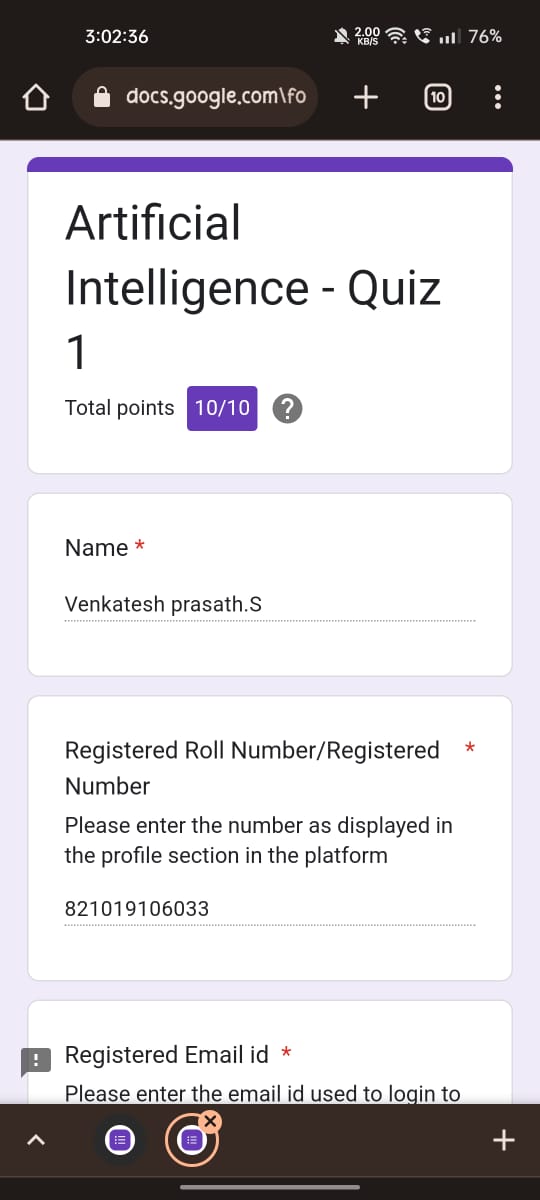 3:02:36
2.00
KB/S
76%
docs.google.com\fo
10
Artificial
Intelligence - Quiz
1
Total points 10/10 ?
Name *
Venkatesh prasath.S
Registered Roll Number/Registered *
Number
Please enter the number as displayed in
the profile section in the platform
821019106033
Registered Email id *
Please enter the email id used to login to